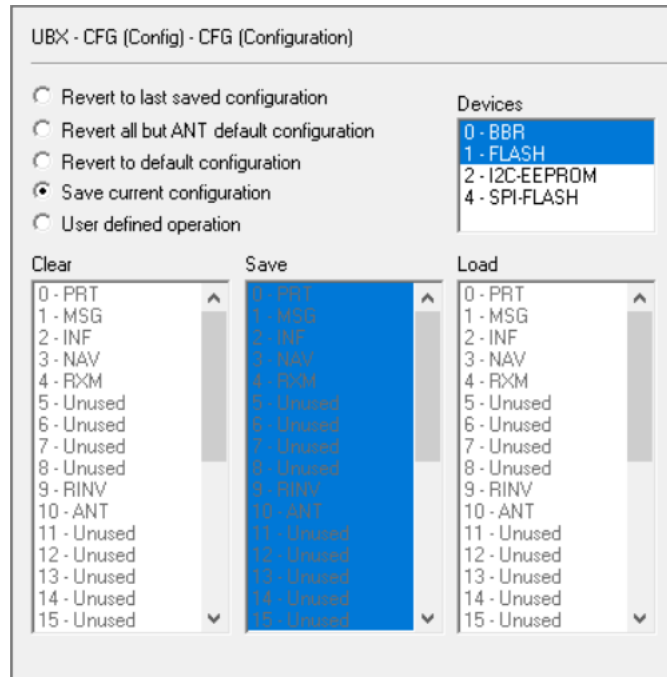 UBX - CFG (Config) - CFG (Configuration)
Revert to last saved configuration
Revert all but ANT default configuration
Revert to default configuration
Save current configuration
User defined operation
Devices
0 - BBR
1 - FLASH
2 - I2C-EEPROM
4 - SPI-FLASH
Clear
0 - PRT
1 - MSG
2 - INF
3 - NAV
4 - RXM
5 - Unused
6 - Unused
7 - Unused
8 - Unused
9 - RINV
10 - ANT
11 - Unused
12 - Unused
13 - Unused
14 - Unused
15 - Unused
Save
0 - PRT
1 - MSG
2 - INF
3 - NAV
4 - RXM
5 - Unused
6 - Unused
7 - Unused
8 - Unused
9 - RINV
10 - ANT
11 - Unused
12 - Unused
13 - Unused
14 - Unused
15 - Unused
Load
0 - PRT
1 - MSG
2 - INF
3 - NAV
4 - RXM
5 - Unused
6 - Unused
7 - Unused
8 - Unused
9 - RINV
10 - ANT
11 - Unused
12 - Unused
13 - Unused
14 - Unused
15 - Unused